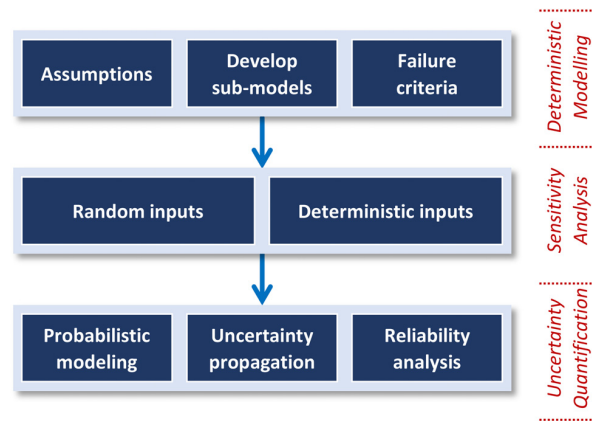 Assumptions
Develop
sub-models
Failure
criteria
Deterministic
Modelling
Random inputs
Deterministic inputs
Sensitivity
Analysis
Probabilistic
modeling
Uncertainty
propagation
Reliability
analysis
Uncertainty
Quantification